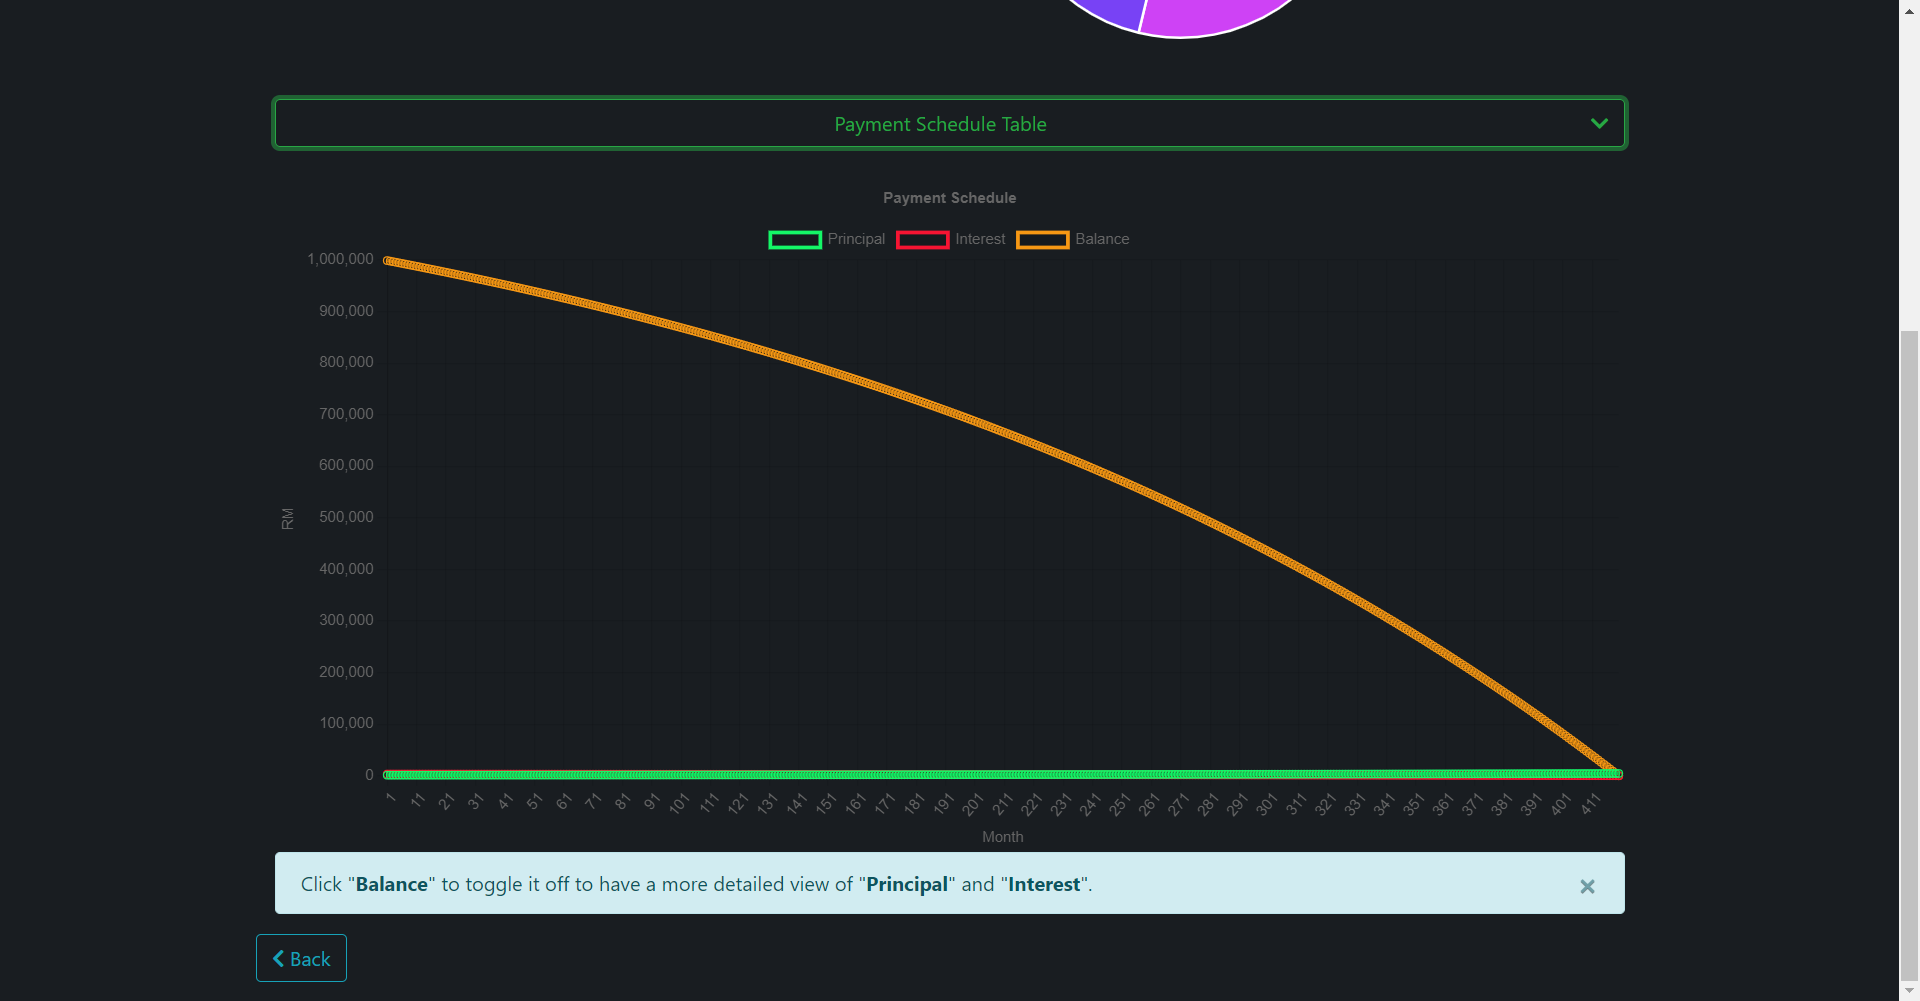 Payment Schedule Table
Payment Schedule
Principal Interest Balance
1,000,000
900,000
800,000
700,000
600,000
500,000
400,000
300,000
200,000
100,000
0
RM
1 11 21 31 41 51 61 71 81 91 101 111 121 131 141 151 161 171 181 191 201 211 221 231 241 251 261 271 281 291 301 311 321 331 341 351 361 371 381 391 401 411
Month
Click "Balance" to toggle it off to have a more detailed view of "Principal" and "Interest".
Back